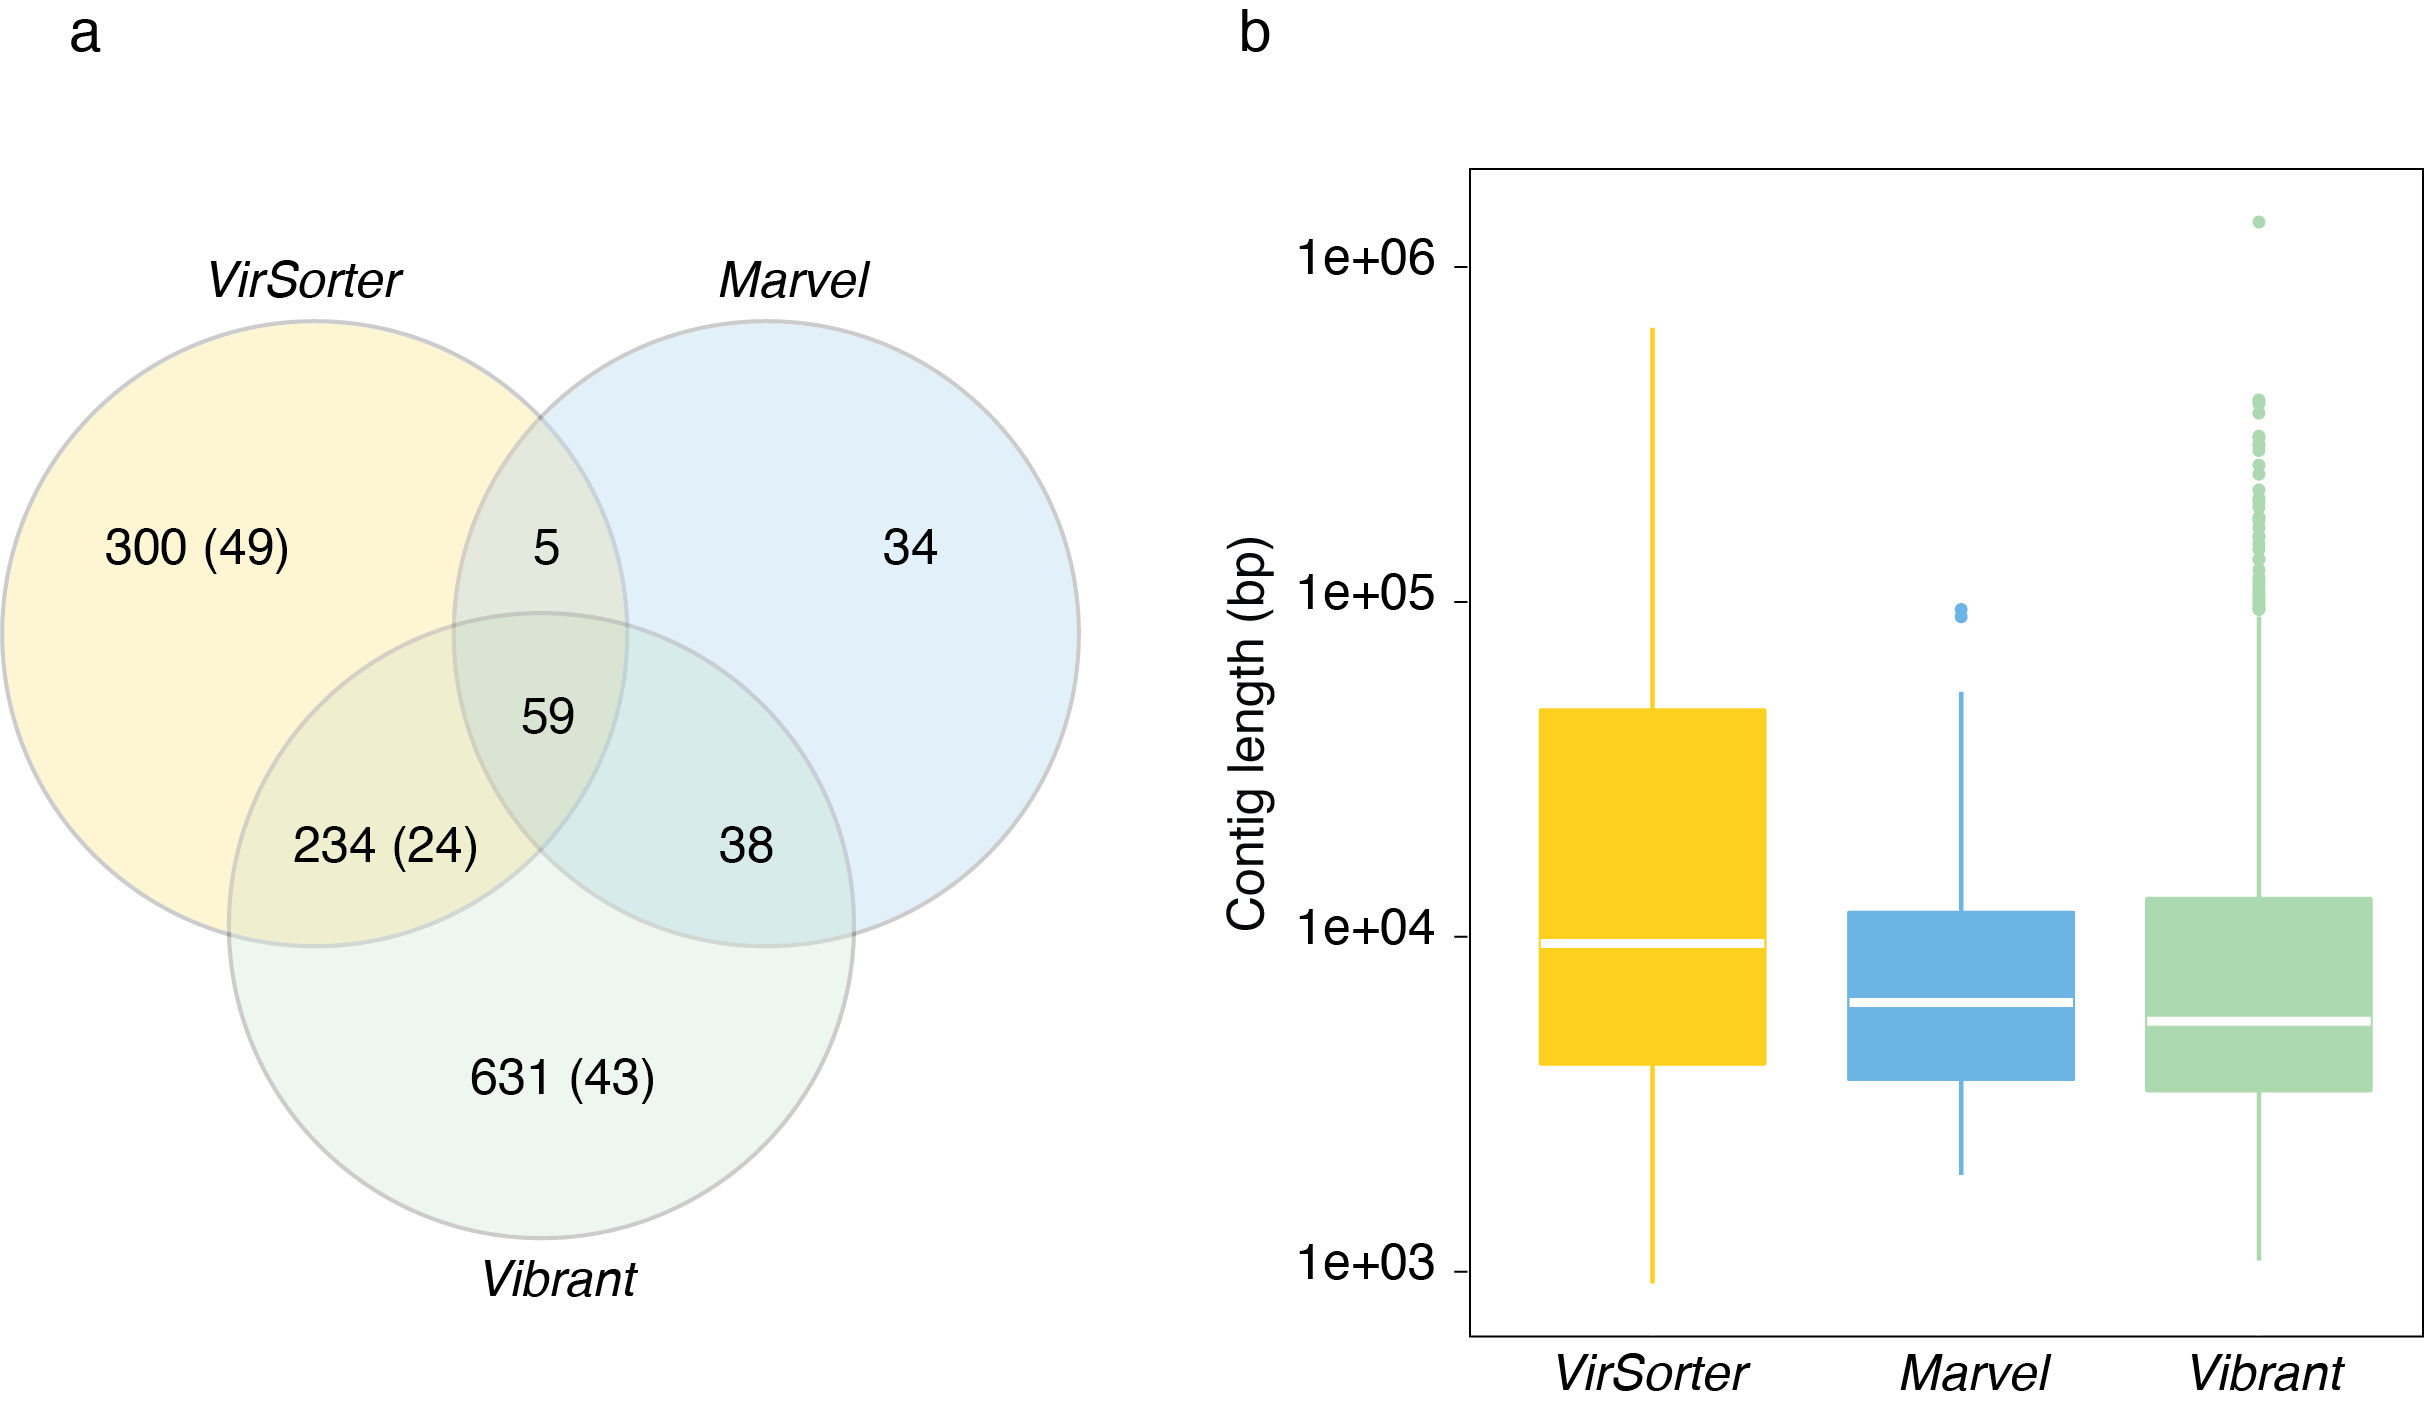 a
VirSorter
Marvel
300 (49)
5
34
59
234 (24)
38
631 (43)
Vibrant
b
Contig length (bp)
1e+06
1e+05
1e+04
1e+03
VirSorter
Marvel
Vibrant